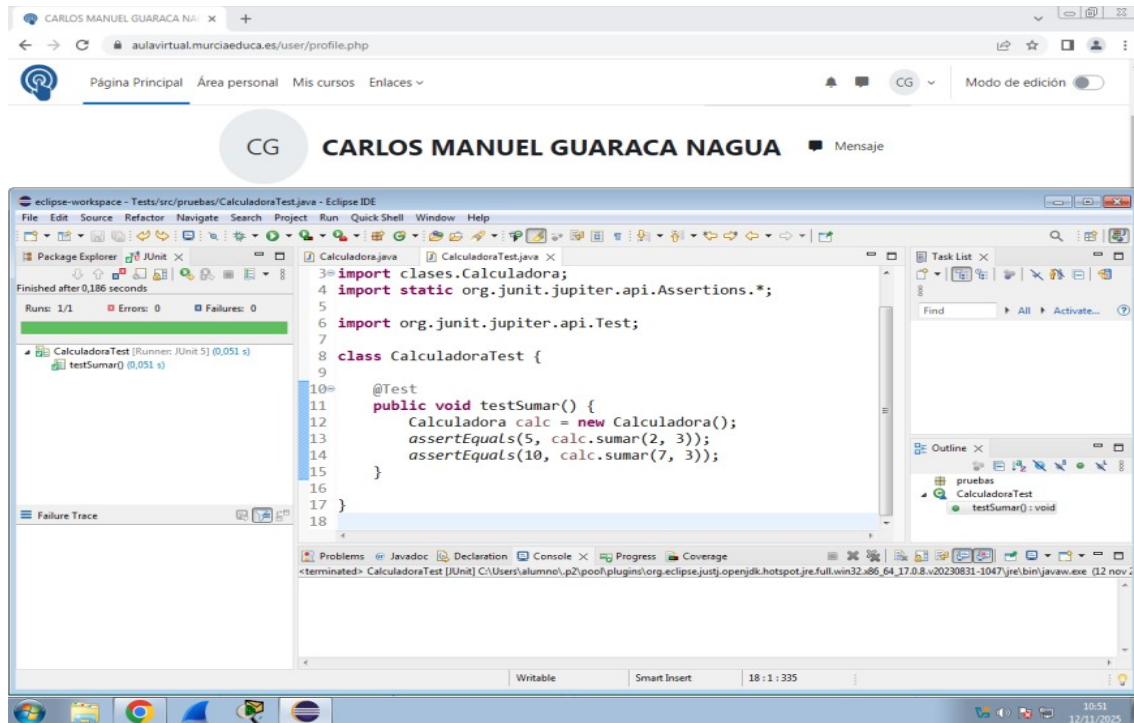 CARLOS MANUEL GUARACA NA
aulavirtual.murciaeduca.es/user/profile.php
Página Principal Área personal Mis cursos Enlaces
CG
Modo de edición
CG
CARLOS MANUEL GUARACA NAGUA
Mensaje
eclipse-workspace - Tests/src/pruebas/CalculadoraTest.java - Eclipse IDE
File Edit Source Refactor Navigate Search Project Run QuickShell Window Help
Package Explorer JUnit
Finished after 0,186 seconds
Runs: 1/1 Errors: 0 Failures: 0
CalculadoraTest [Runner: JUnit 5] (0,051 s)
testSumar() (0,051 s)
Failure Trace
Calculadora.java CalculadoraTest.java
3 import clases.Calculadora;
4 import static org.junit.jupiter.api.Assertions.*;
5
6 import org.junit.jupiter.api.Test;
7
8 class CalculadoraTest {
9
10 @Test
11 public void testSumar() {
12 Calculadora calc = new Calculadora();
13 assertEquals(5, calc.sumar(2, 3));
14 assertEquals(10, calc.sumar(7, 3));
15 }
16
17 }
18
Task List
Find All Activate...
Outline
pruebas
CalculadoraTest
testSumar() : void
Problems Javadoc Declaration Console Progress Coverage
<terminated> CalculadoraTest [JUnit] C:\Users\alumno\.p2\pool\plugins\org.eclipse.justj.openjdk.hotspot.jre.full.win32.x86_64_17.0.8.v20230831-1047\jre\bin\javaw.exe (12 nov
Writable Smart Insert 18 : 1 : 335
10:51
12/11/2025